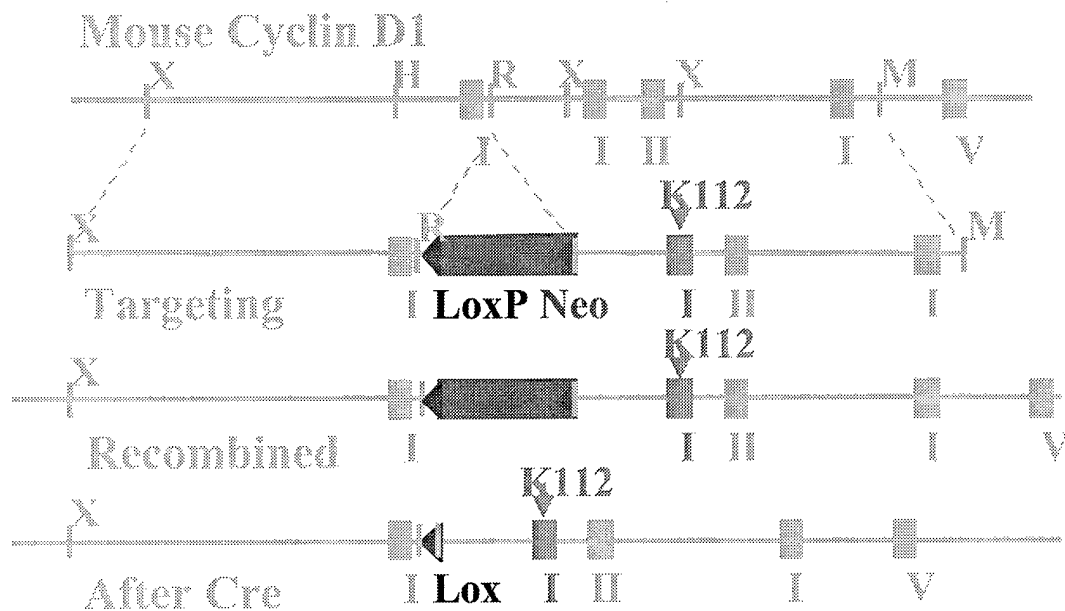 Mouse Cyclin D1
X H R X X M
I I II I V
K112
X R M
Targeting I LoxP Neo I II I
K112
X
Recombined I I II I V
K112
X
After Cre I Lox I II I V